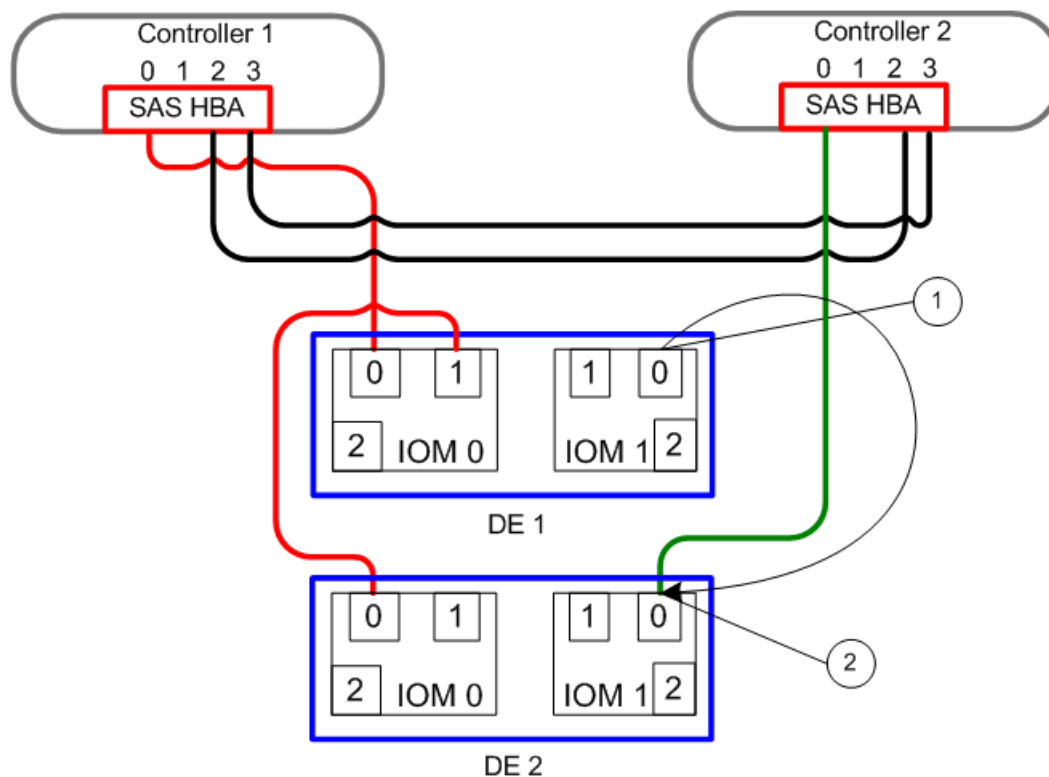 Controller 1
0 1 2 3
SAS HBA
Controller 2
0 1 2 3
SAS HBA
1
0 1 1 0
2 IOM 0 IOM 1 2
DE 1
0 1 1 0
2
2 IOM 0 IOM 1 2
DE 2